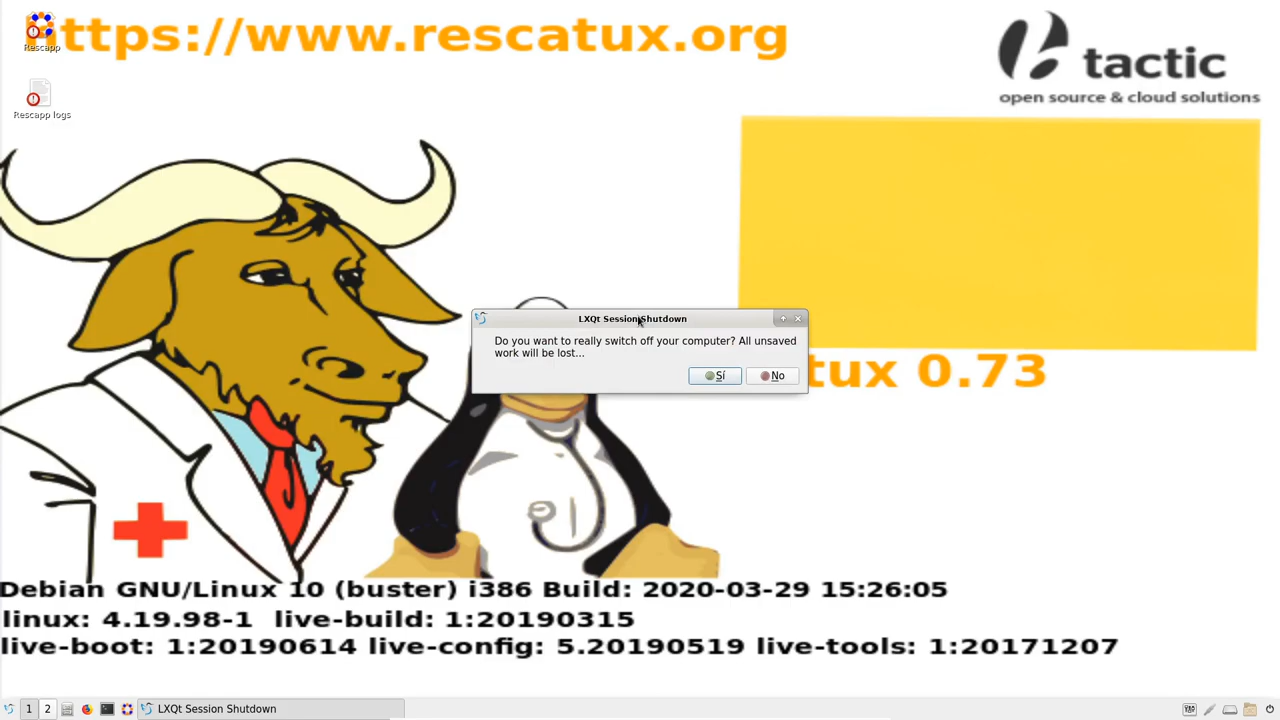 https://www.rescatux.org
tactic
open source & cloud solutions
Rescapp
Rescapp logs
LXQt Session Shutdown
Do you want to really switch off your computer? All unsaved
work will be lost...
Sí
No
tux 0.73
Debian GNU/Linux 10 (buster) i386 Build: 2020-03-29 15:26:05
linux: 4.19.98-1 live-build: 1:20190315
live-boot: 1:20190614 live-config: 5.20190519 live-tools: 1:20171207
1
2
LXQt Session Shutdown